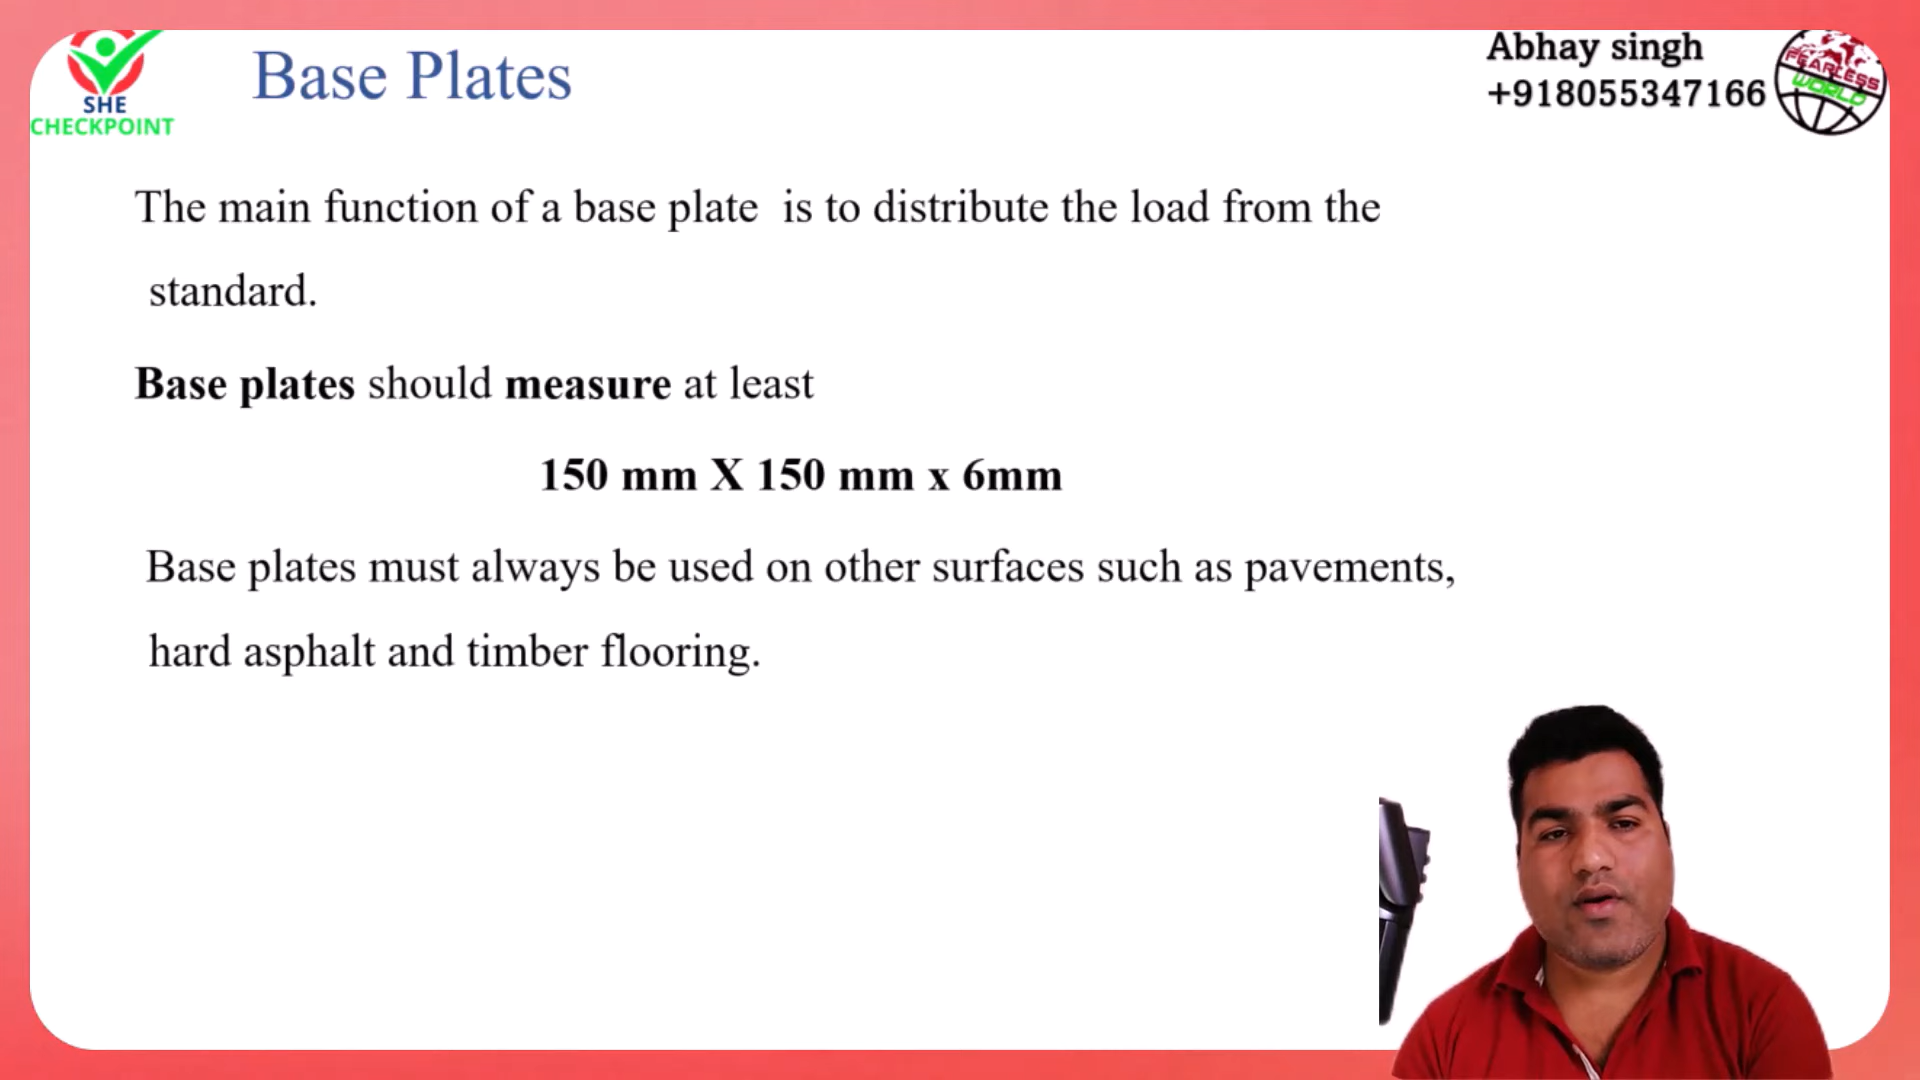 SHE
CHECKPOINT
Base Plates
Abhay singh
+918055347166
FEARLESS
WORLD
The main function of a base plate is to distribute the load from the
standard.
Base plates should measure at least
150 mm X 150 mm x 6mm
Base plates must always be used on other surfaces such as pavements,
hard asphalt and timber flooring.